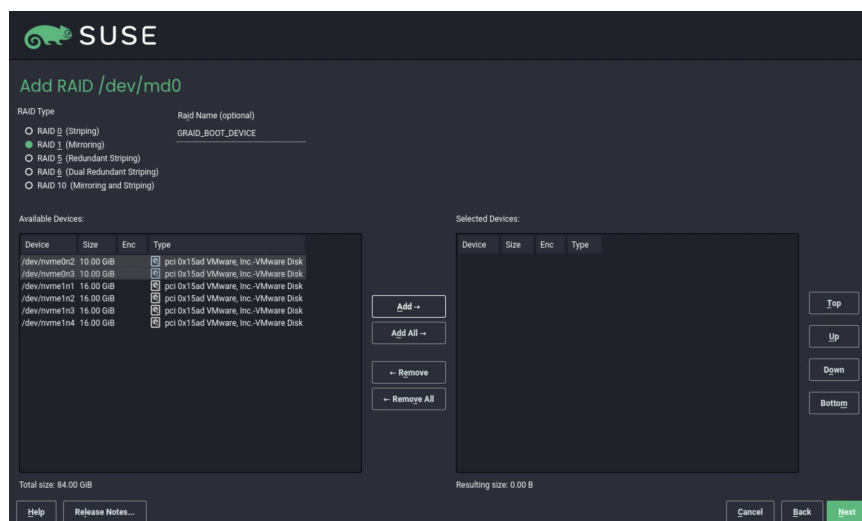 SUSE
Add RAID /dev/md0
RAID Type
RAID 0 (Striping)
RAID 1 (Mirroring)
RAID 5 (Redundant Striping)
RAID 6 (Dual Redundant Striping)
RAID 10 (Mirroring and Striping)
Raid Name (optional)
GRAID_BOOT_DEVICE
Available Devices:
Device Size Enc Type
/dev/nvme0n2 10.00 GiB pci 0x15ad VMware, Inc.-VMware Disk
/dev/nvme0n3 10.00 GiB pci 0x15ad VMware, Inc.-VMware Disk
/dev/nvme1n1 16.00 GiB pci 0x15ad VMware, Inc.-VMware Disk
/dev/nvme1n2 16.00 GiB pci 0x15ad VMware, Inc.-VMware Disk
/dev/nvme1n3 16.00 GiB pci 0x15ad VMware, Inc.-VMware Disk
/dev/nvme1n4 16.00 GiB pci 0x15ad VMware, Inc.-VMware Disk
Total size: 84.00 GiB
Add →
Add All →
← Remove
← Remove All
Selected Devices:
Device Size Enc Type
Resulting size: 0.00 B
Top
Up
Down
Bottom
Help
Release Notes...
Cancel
Back
Next